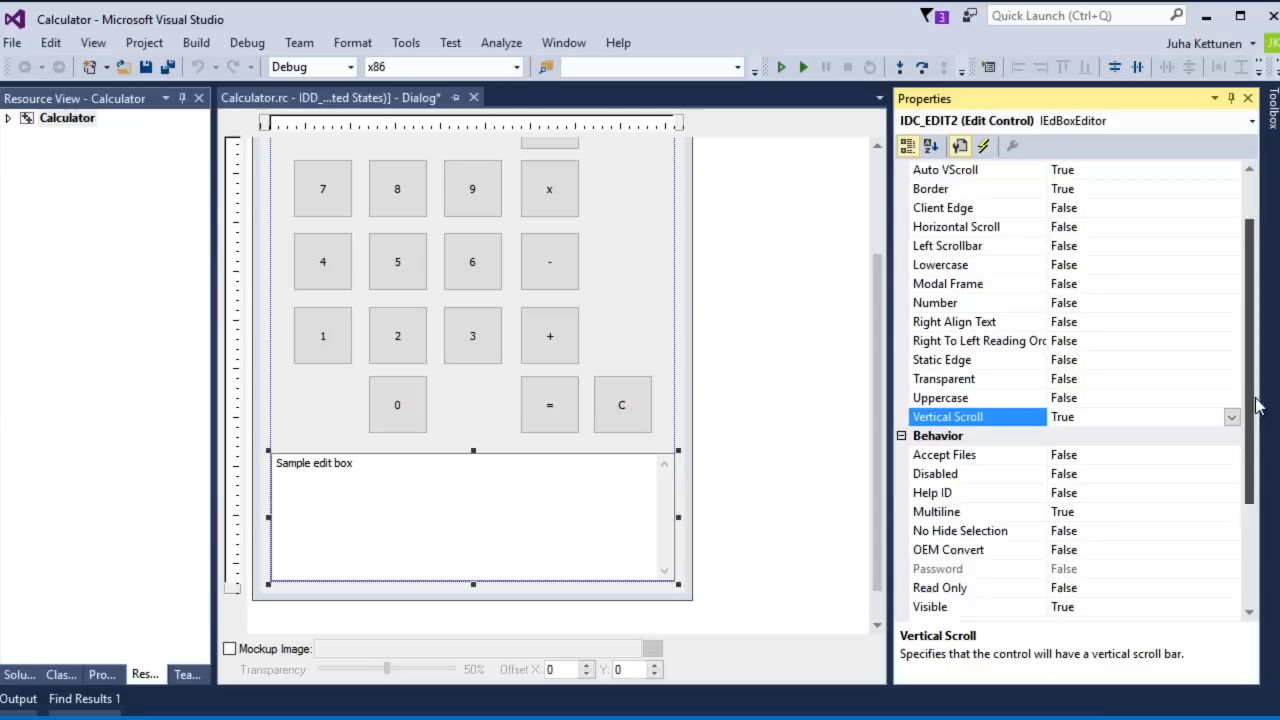 Calculator - Microsoft Visual Studio
3
Quick Launch (Ctrl+Q)
File Edit View Project Build Debug Team Format Tools Test Analyze Window Help
Juha Kettunen
JK
Debug
x86
Resource View - Calculator
Calculator
Calculator.rc - IDD_...ted States)] - Dialog*
7 8 9 x
4 5 6 -
1 2 3 +
0 = C
Sample edit box
Mockup Image:
...
Transparency: 50% Offset X: 0 Y: 0
Properties
IDC_EDIT2 (Edit Control) IEdBoxEditor
Auto VScroll True
Border True
Client Edge False
Horizontal Scroll False
Left Scrollbar False
Lowercase False
Modal Frame False
Number False
Right Align Text False
Right To Left Reading Orc False
Static Edge False
Transparent False
Uppercase False
Vertical Scroll True
Behavior
Accept Files False
Disabled False
Help ID False
Multiline True
No Hide Selection False
OEM Convert False
Password False
Read Only False
Visible True
Vertical Scroll
Specifies that the control will have a vertical scroll bar.
Toolbox
Solu... Clas... Pro... Res... Tea...
Output Find Results 1